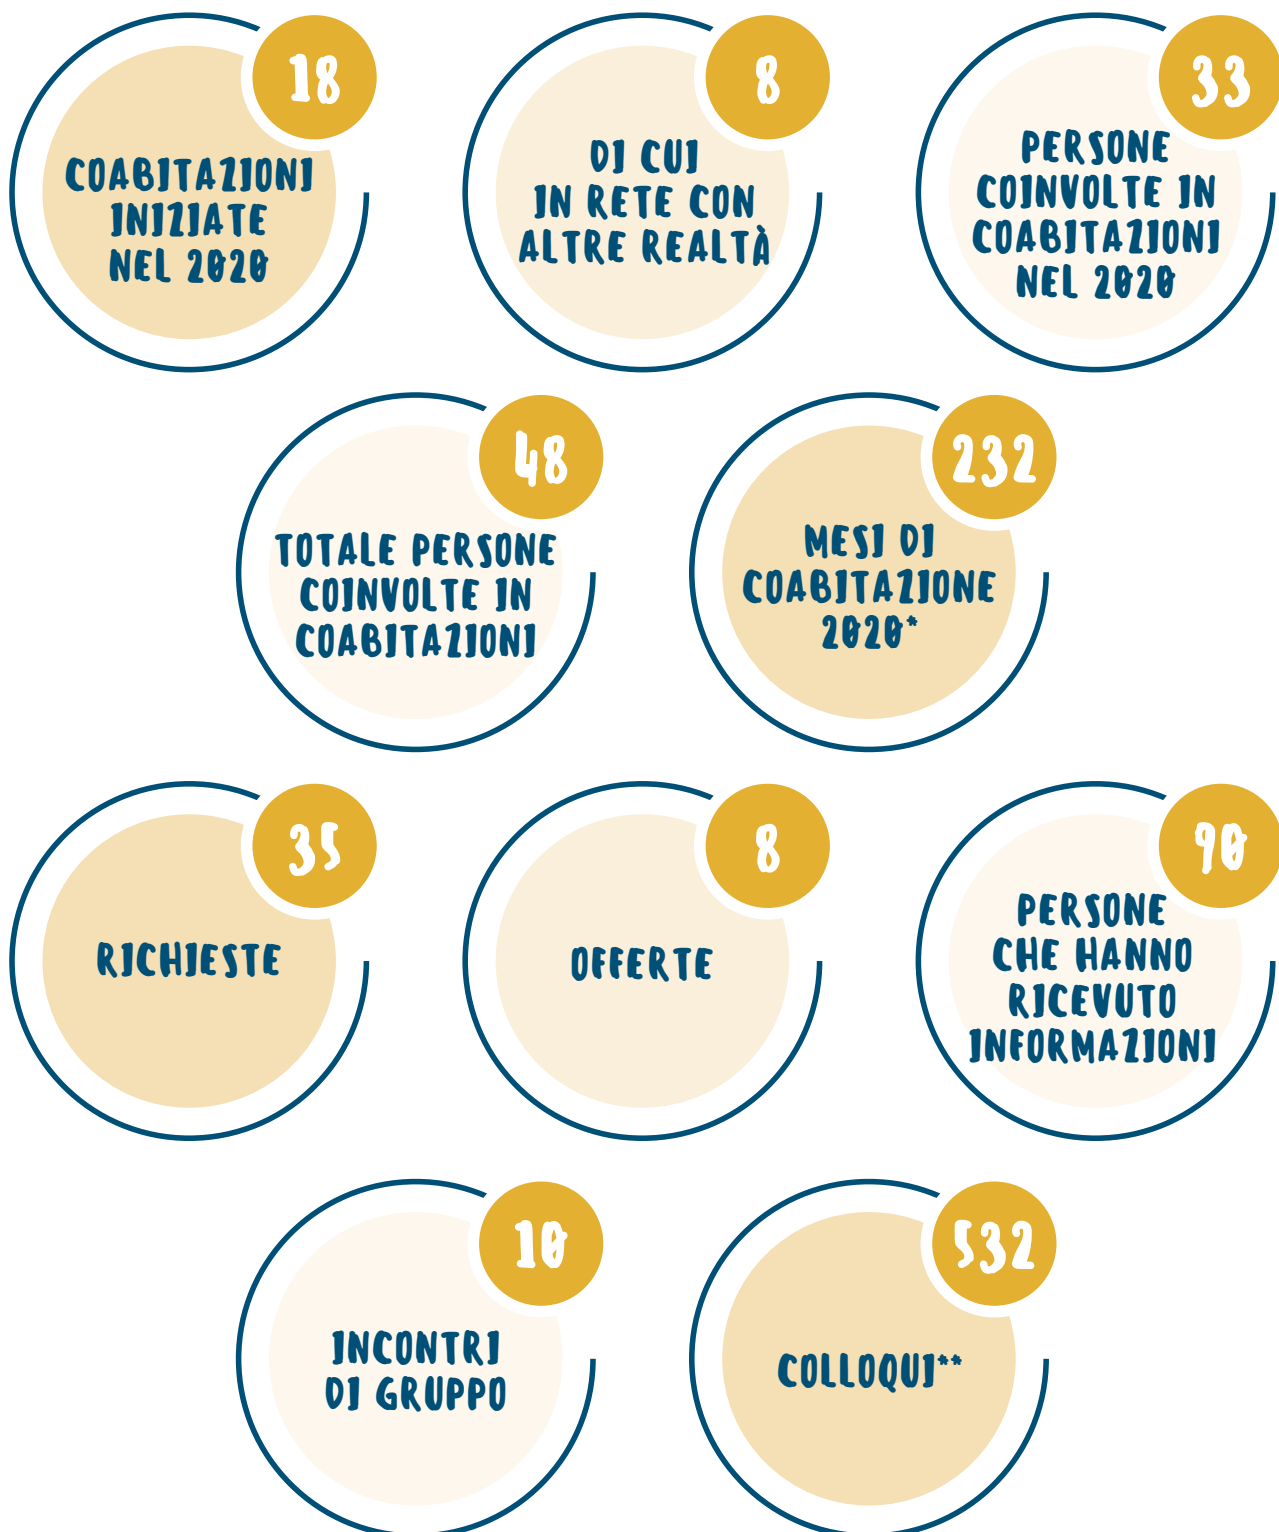 18
COABITAZIONI
INIZIATE
NEL 2020
8
DI CUI
IN RETE CON
ALTRE REALTÀ
33
PERSONE
COINVOLTE IN
COABITAZIONI
NEL 2020
48
TOTALE PERSONE
COINVOLTE IN
COABITAZIONI
232
MESI DI
COABITAZIONE
2020*
35
RICHIESTE
8
OFFERTE
90
PERSONE
CHE HANNO
RICEVUTO
INFORMAZIONI
10
INCONTRI
DI GRUPPO
532
COLLOQUI**